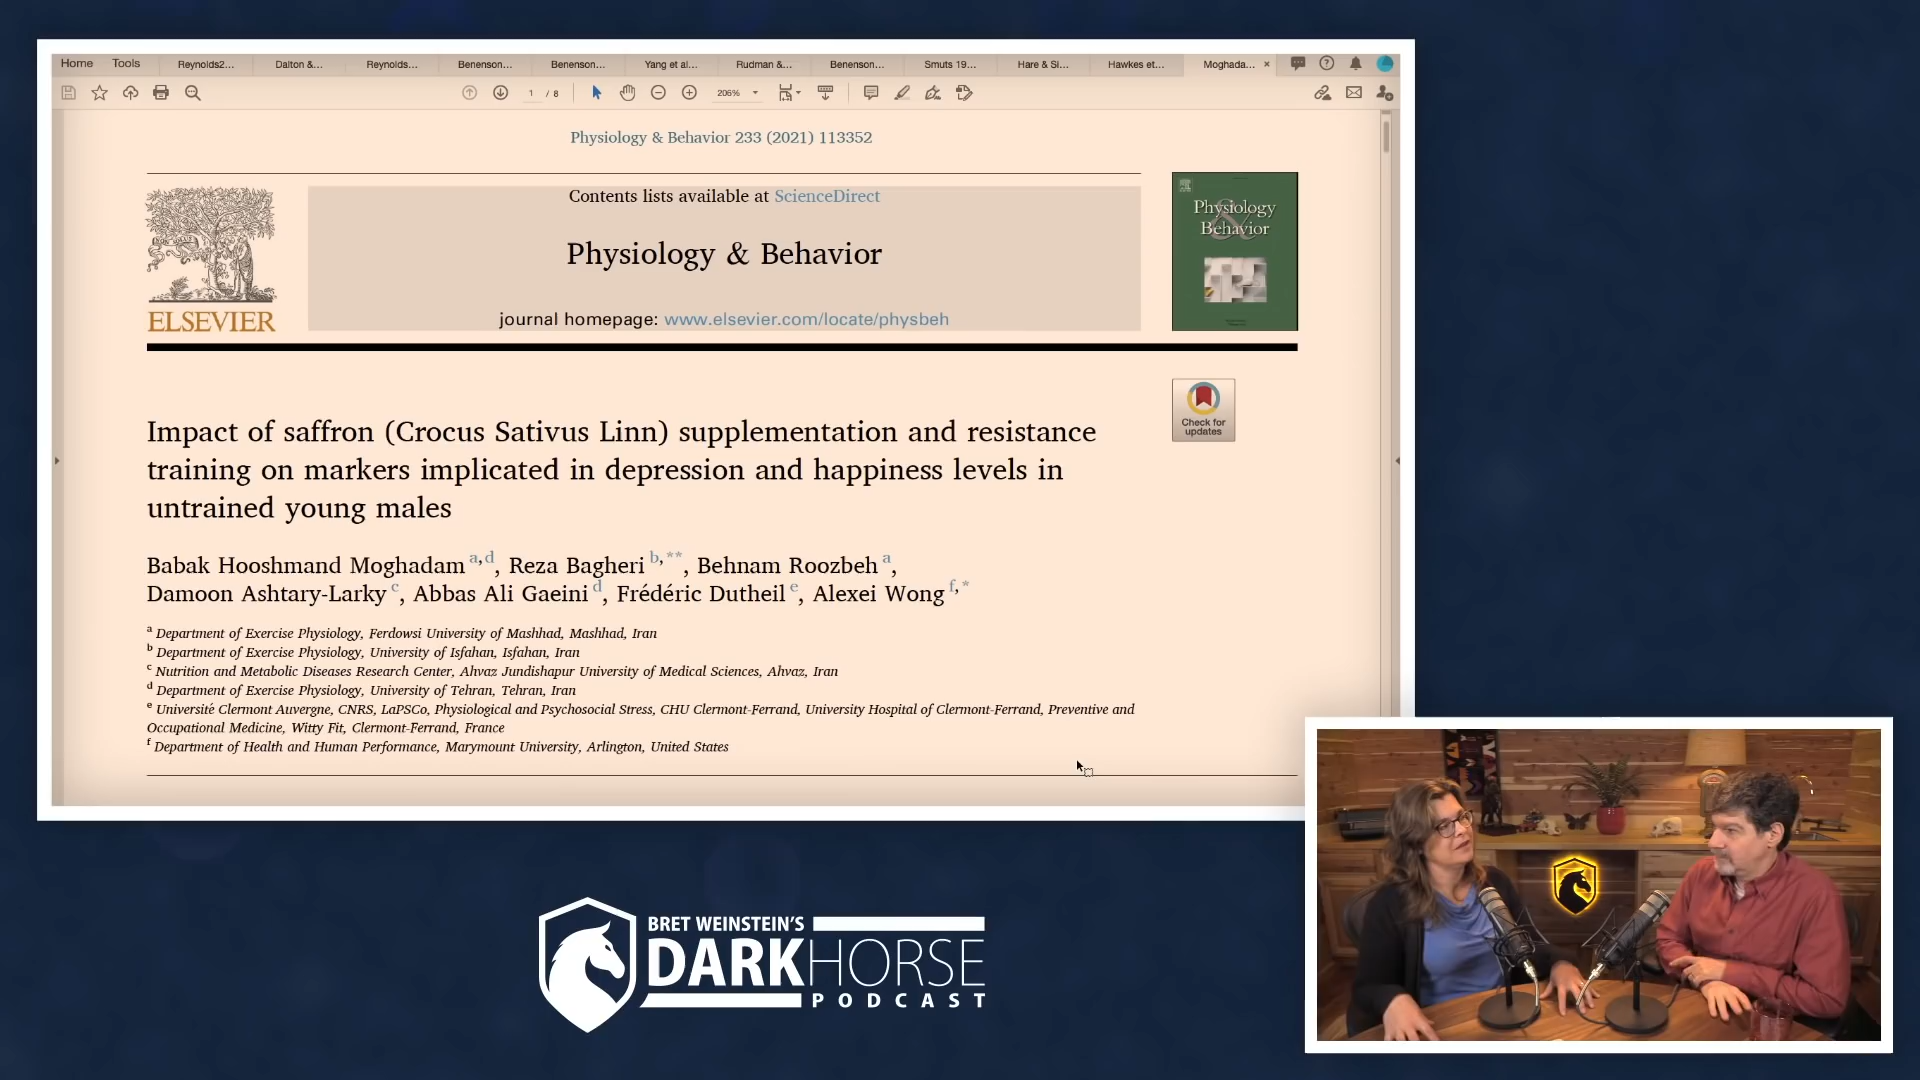 Home Tools Reynolds2... Dalton &... Reynolds... Benenson... Benenson... Yang et al... Rudman &... Benenson... Smuts 19... Hare & Si... Hawkes et... Moghada... ×
1 / 8 206%
Physiology & Behavior 233 (2021) 113352
Contents lists available at ScienceDirect
Physiology & Behavior
journal homepage: www.elsevier.com/locate/physbeh
ELSEVIER
Physiology
&
Behavior
Check for
updates
Impact of saffron (Crocus Sativus Linn) supplementation and resistance
training on markers implicated in depression and happiness levels in
untrained young males
Babak Hooshmand Moghadam a,d, Reza Bagheri b,**, Behnam Roozbeh a,
Damoon Ashtary-Larky c, Abbas Ali Gaeini d, Frédéric Dutheil e, Alexei Wong f,*
a Department of Exercise Physiology, Ferdowsi University of Mashhad, Mashhad, Iran
b Department of Exercise Physiology, University of Isfahan, Isfahan, Iran
c Nutrition and Metabolic Diseases Research Center, Ahvaz Jundishapur University of Medical Sciences, Ahvaz, Iran
d Department of Exercise Physiology, University of Tehran, Tehran, Iran
e Université Clermont Auvergne, CNRS, LaPSCo, Physiological and Psychosocial Stress, CHU Clermont-Ferrand, University Hospital of Clermont-Ferrand, Preventive and
Occupational Medicine, Witty Fit, Clermont-Ferrand, France
f Department of Health and Human Performance, Marymount University, Arlington, United States
BRET WEINSTEIN'S
DARKHORSE
PODCAST